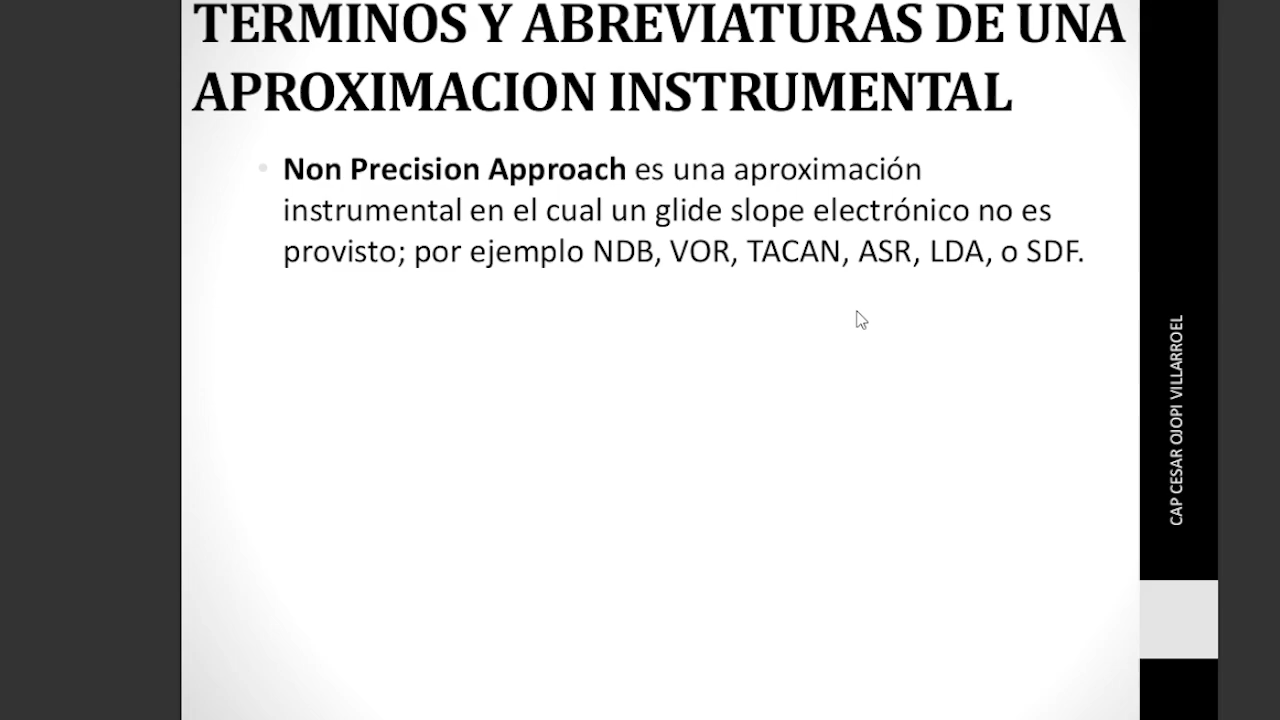 TERMINOS Y ABREVIATURAS DE UNA
APROXIMACION INSTRUMENTAL
• Non Precision Approach es una aproximación
instrumental en el cual un glide slope electrónico no es
provisto; por ejemplo NDB, VOR, TACAN, ASR, LDA, o SDF.
CAP CESAR OJOPI VILLARROEL